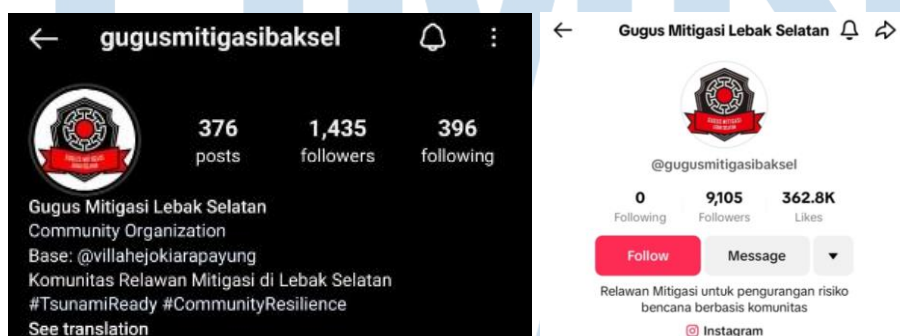 gugusmitigasibaksel
376 1,435 396
posts followers following
Gugus Mitigasi Lebak Selatan
Community Organization
Base: @villahejokiarapayung
Komunitas Relawan Mitigasi di Lebak Selatan
#TsunamiReady #CommunityResilience
See translation
Gugus Mitigasi Lebak Selatan
@gugusmitigasibaksel
0 9,105 362.8K
Following Followers Likes
Follow Message
Relawan Mitigasi untuk pengurangan risiko
bencana berbasis komunitas
Instagram